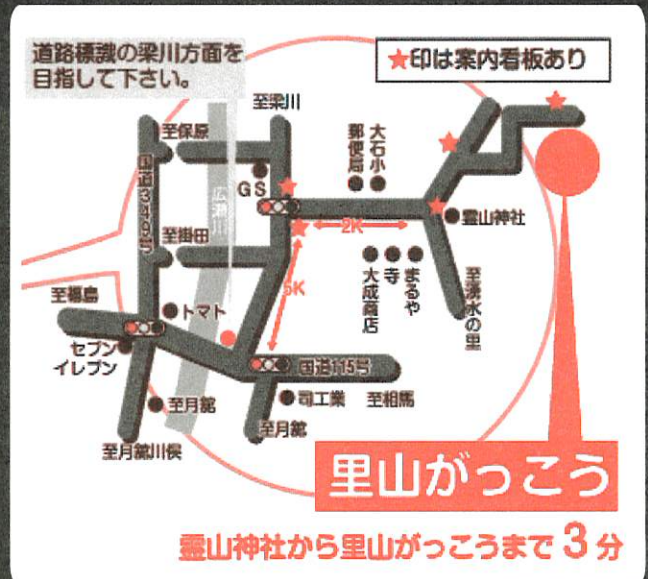 道路標識の梁川方面を
目指して下さい。
★印は案内看板あり
至梁川
至保原
国道349号
GS
広瀬川
郵便局
大石小
霊山神社
2K
至掛田
5K
大成商店
寺
まるや
至湧水の里
至福島
トマト
セブン
イレブン
国道115号
至月舘
司工業
至相馬
至月舘
至月舘川俣
里山がっこう
霊山神社から里山がっこうまで3分